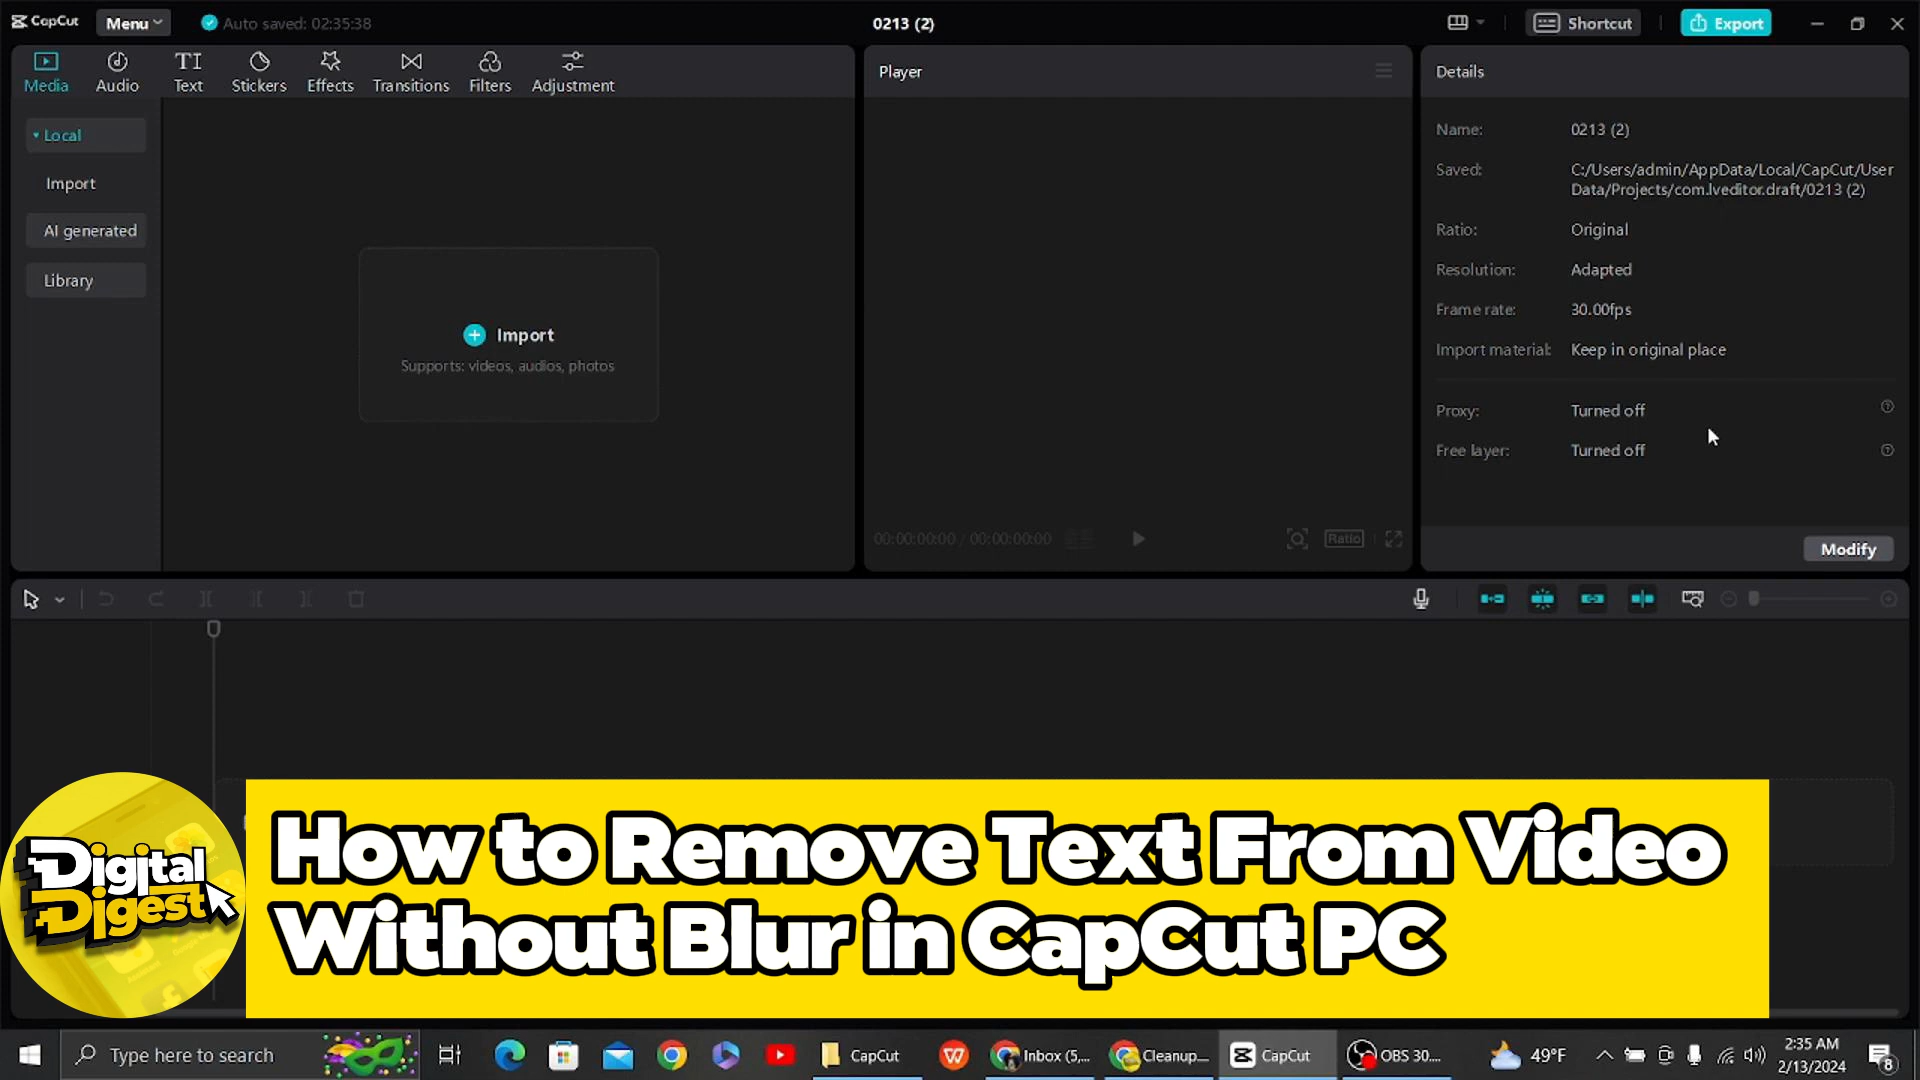 CapCut
Menu
Auto saved: 02:35:38
0213 (2)
Shortcut
Export
Media
Audio
TI
Text
Stickers
Effects
Transitions
Filters
Adjustment
Player
Details
Local
Import
AI generated
Library
Import
Supports: videos, audios, photos
00:00:00:00 / 00:00:00:00
Ratio
Name: 0213 (2)
Saved: C:/Users/admin/AppData/Local/CapCut/User
Data/Projects/com.lveditor.draft/0213 (2)
Ratio: Original
Resolution: Adapted
Frame rate: 30.00fps
Import material: Keep in original place
Proxy: Turned off
Free layer: Turned off
Modify
Digital
Digest
How to Remove Text From Video
Without Blur in CapCut PC
Type here to search
CapCut
Inbox (5,...
Cleanup...
CapCut
OBS 30....
49°F
2:35 AM
2/13/2024
8